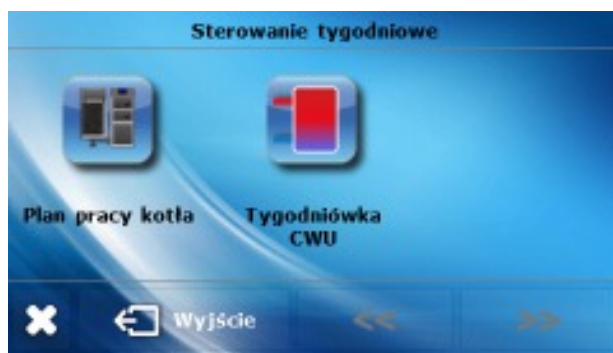 Sterowanie tygodniowe
Plan pracy kotła
Tygodniówka
CWU
Wyjście
<< >>